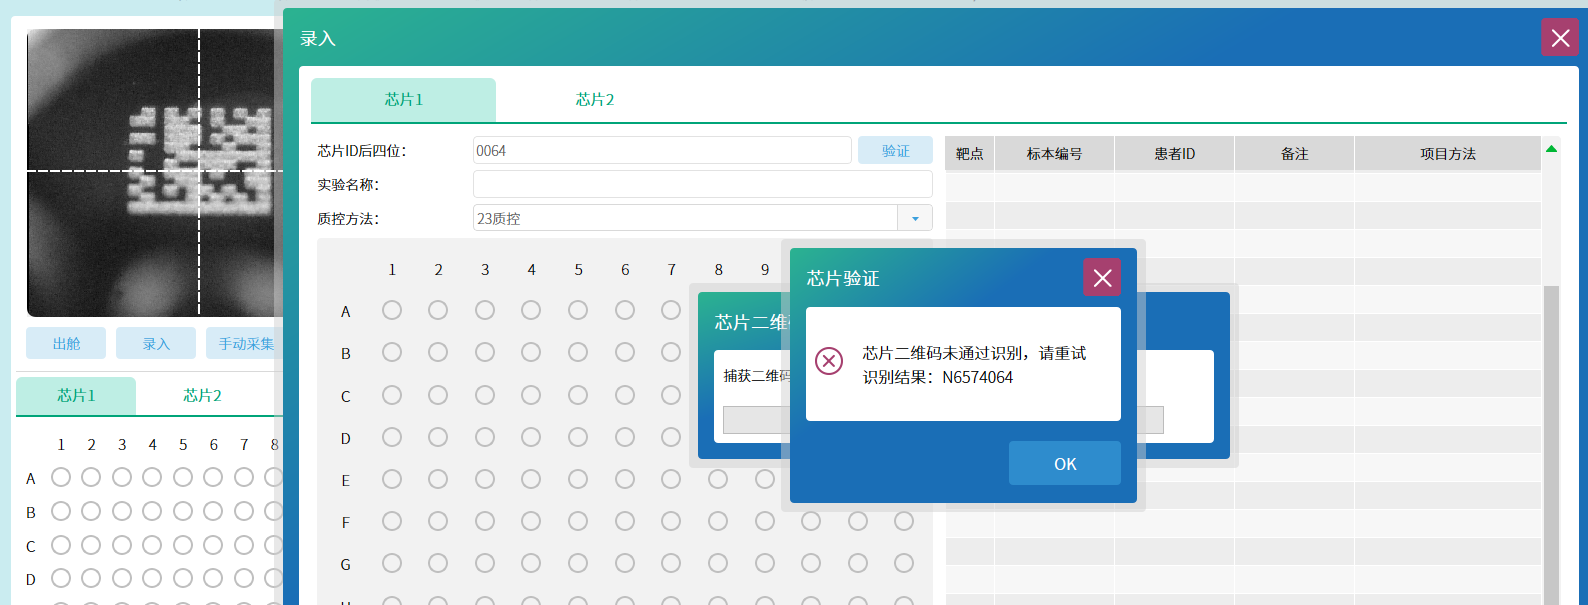 录入
芯片1 芯片2
芯片ID后四位： 0064 验证
实验名称：
质控方法： 23质控
靶点 标本编号 患者ID 备注 项目方法
1 2 3 4 5 6 7 8 9
A
B
C
D
E
F
G
芯片二维
捕获二维码
芯片验证
芯片二维码未通过识别，请重试
识别结果：N6574064
OK
出舱 录入 手动采集
芯片1 芯片2
1 2 3 4 5 6 7 8
A
B
C
D